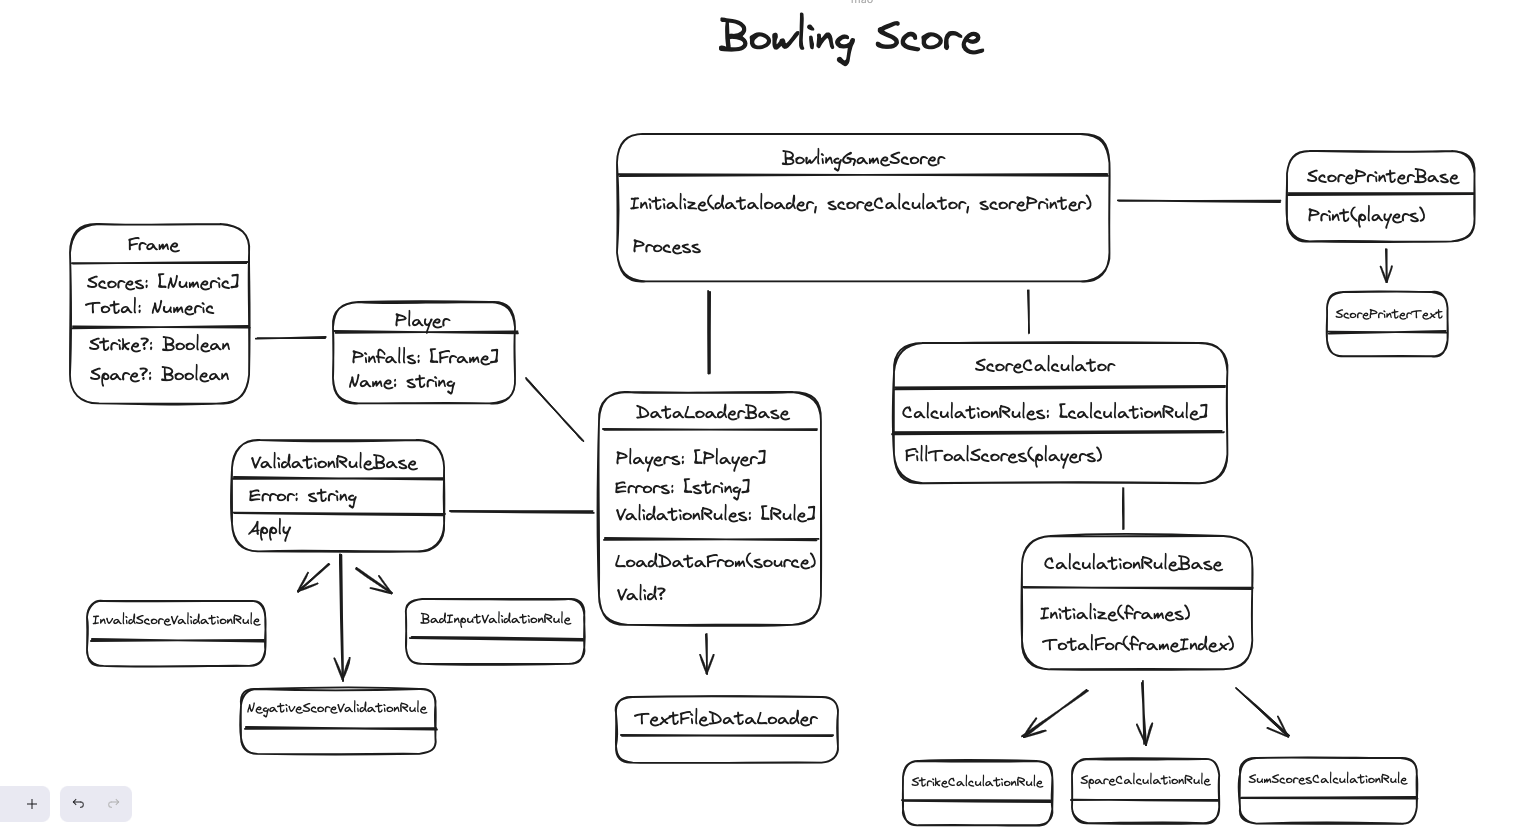 Bowling Score
BowlingGameScorer
Initialize(dataloader, scoreCalculator, scorePrinter)
Process
ScorePrinterBase
Print(players)
ScorePrinterText
Frame
Scores: [Numeric]
Total: Numeric
Strike?: Boolean
Spare?: Boolean
Player
Pinfalls: [Frame]
Name: string
ScoreCalculator
CalculationRules: [calculationRule]
FillToalScores(players)
DataLoaderBase
Players: [Player]
Errors: [string]
ValidationRules: [Rule]
LoadDataFrom(source)
Valid?
ValidationRuleBase
Error: string
Apply
InvalidScoreValidationRule
BadInputValidationRule
NegativeScoreValidationRule
TextFileDataLoader
CalculationRuleBase
Initialize(frames)
TotalFor(frameIndex)
StrikeCalculationRule
SpareCalculationRule
SumScoresCalculationRule